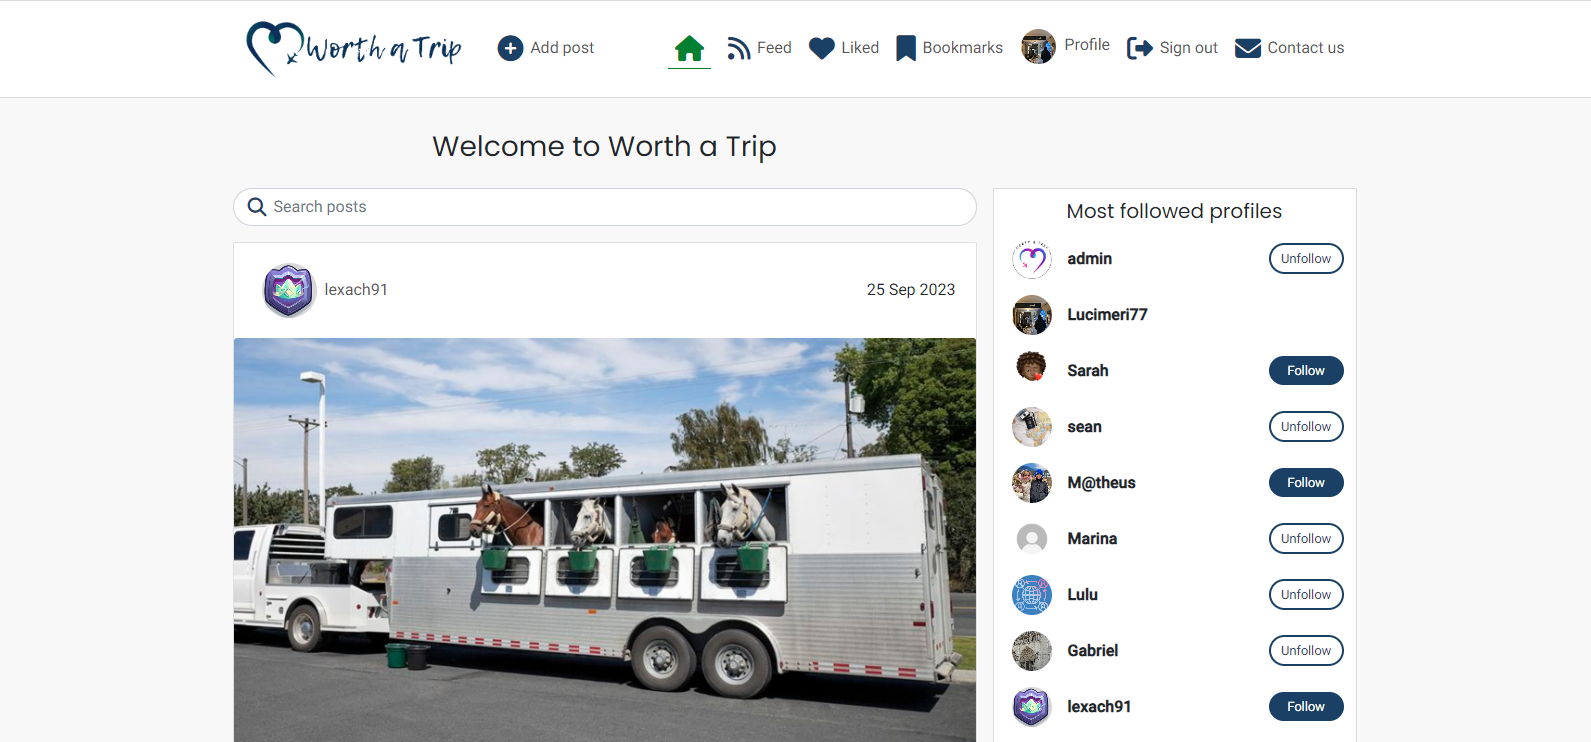 Worth a Trip
Add post
Feed
Liked
Bookmarks
Profile
Sign out
Contact us
Welcome to Worth a Trip
Search posts
lexach91
25 Sep 2023
Most followed profiles
admin
Unfollow
Lucimeri77
Sarah
Follow
sean
Unfollow
M@theus
Follow
Marina
Unfollow
Lulu
Unfollow
Gabriel
Unfollow
lexach91
Follow